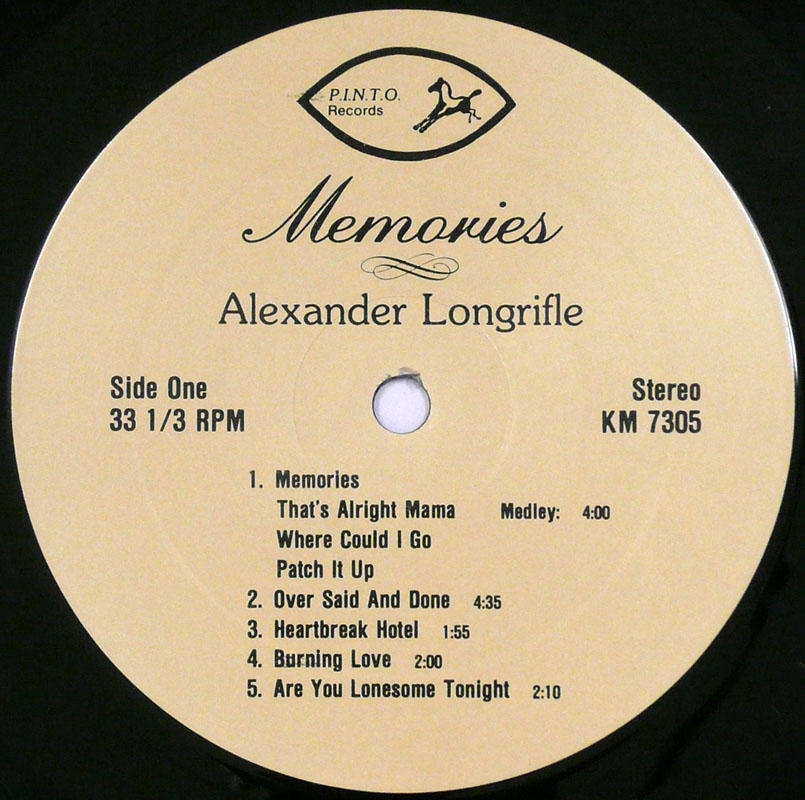 P.I.N.T.O.
Records
Memories
Alexander Longrifle
Side One
33 1/3 RPM
Stereo
KM 7305
1. Memories
That's Alright Mama Medley: 4:00
Where Could I Go
Patch It Up
2. Over Said And Done 4:35
3. Heartbreak Hotel 1:55
4. Burning Love 2:00
5. Are You Lonesome Tonight 2:10